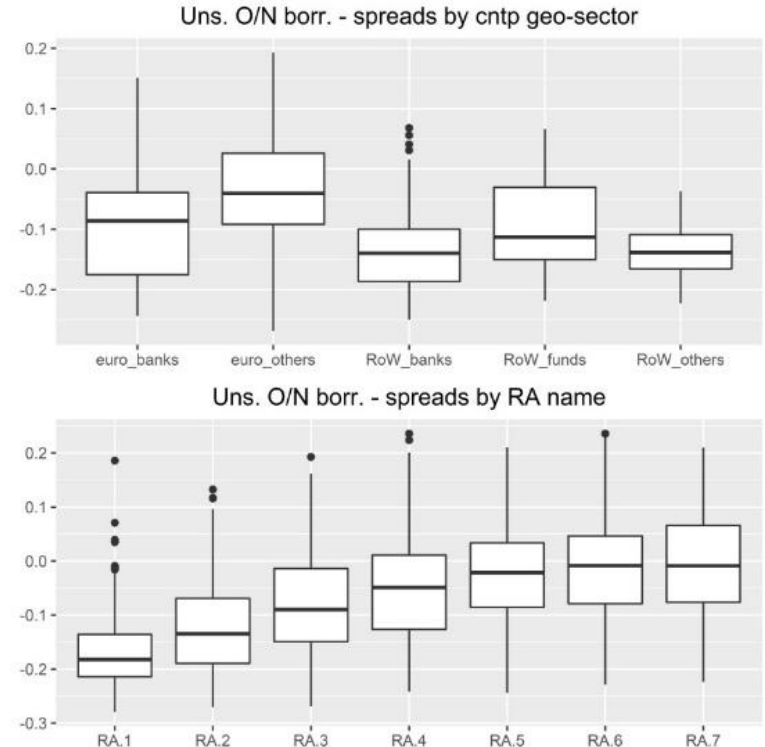 Uns. O/N borr. - spreads by cntp geo-sector
0.2
0.1
0.0
-0.1
-0.2
euro_banks euro_others RoW_banks RoW_funds RoW_others
Uns. O/N borr. - spreads by RA name
0.2
0.1
0.0
-0.1
-0.2
-0.3
RA.1 RA.2 RA.3 RA.4 RA.5 RA.6 RA.7